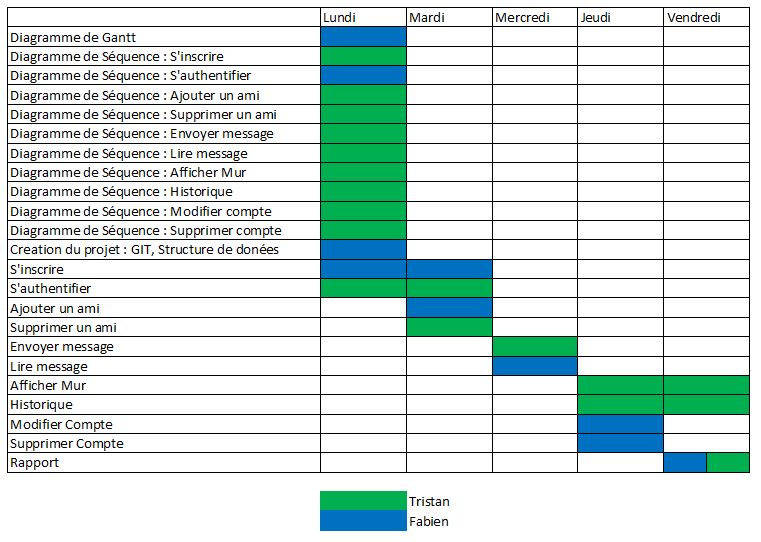 Lundi Mardi Mercredi Jeudi Vendredi
Diagramme de Gantt
Diagramme de Séquence : S'inscrire
Diagramme de Séquence : S'authentifier
Diagramme de Séquence : Ajouter un ami
Diagramme de Séquence : Supprimer un ami
Diagramme de Séquence : Envoyer message
Diagramme de Séquence : Lire message
Diagramme de Séquence : Afficher Mur
Diagramme de Séquence : Historique
Diagramme de Séquence : Modifier compte
Diagramme de Séquence : Supprimer compte
Creation du projet : GIT, Structure de donées
S'inscrire
S'authentifier
Ajouter un ami
Supprimer un ami
Envoyer message
Lire message
Afficher Mur
Historique
Modifier Compte
Supprimer Compte
Rapport
Tristan
Fabien